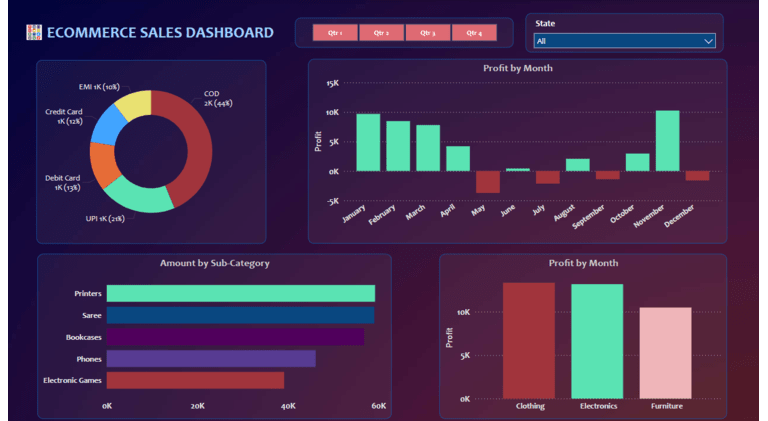 ECOMMERCE SALES DASHBOARD
Qtr 1
Qtr 2
Qtr 3
Qtr 4
State
All
EMI 1K (10%)
COD
2K (44%)
Credit Card
1K (12%)
Debit Card
1K (13%)
UPI 1K (21%)
Profit by Month
15K
10K
5K
0K
-5K
Profit
January
February
March
April
May
June
July
August
September
October
November
December
Amount by Sub-Category
Printers
Saree
Bookcases
Phones
Electronic Games
0K
20K
40K
60K
Profit by Month
10K
5K
0K
Profit
Clothing
Electronics
Furniture